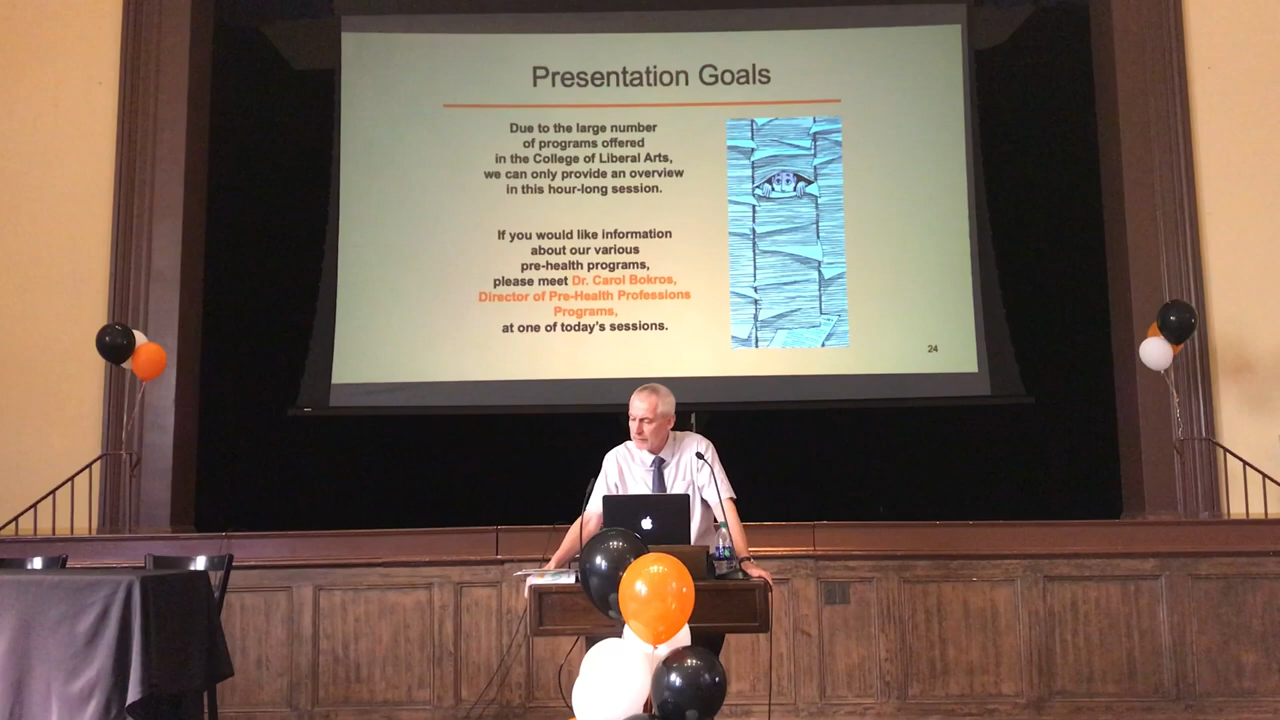 Presentation Goals
Due to the large number
of programs offered
in the College of Liberal Arts,
we can only provide an overview
in this hour-long session.
If you would like information
about our various
pre-health programs,
please meet Dr. Carol Bokros,
Director of Pre-Health Professions
Programs,
at one of today's sessions.
24